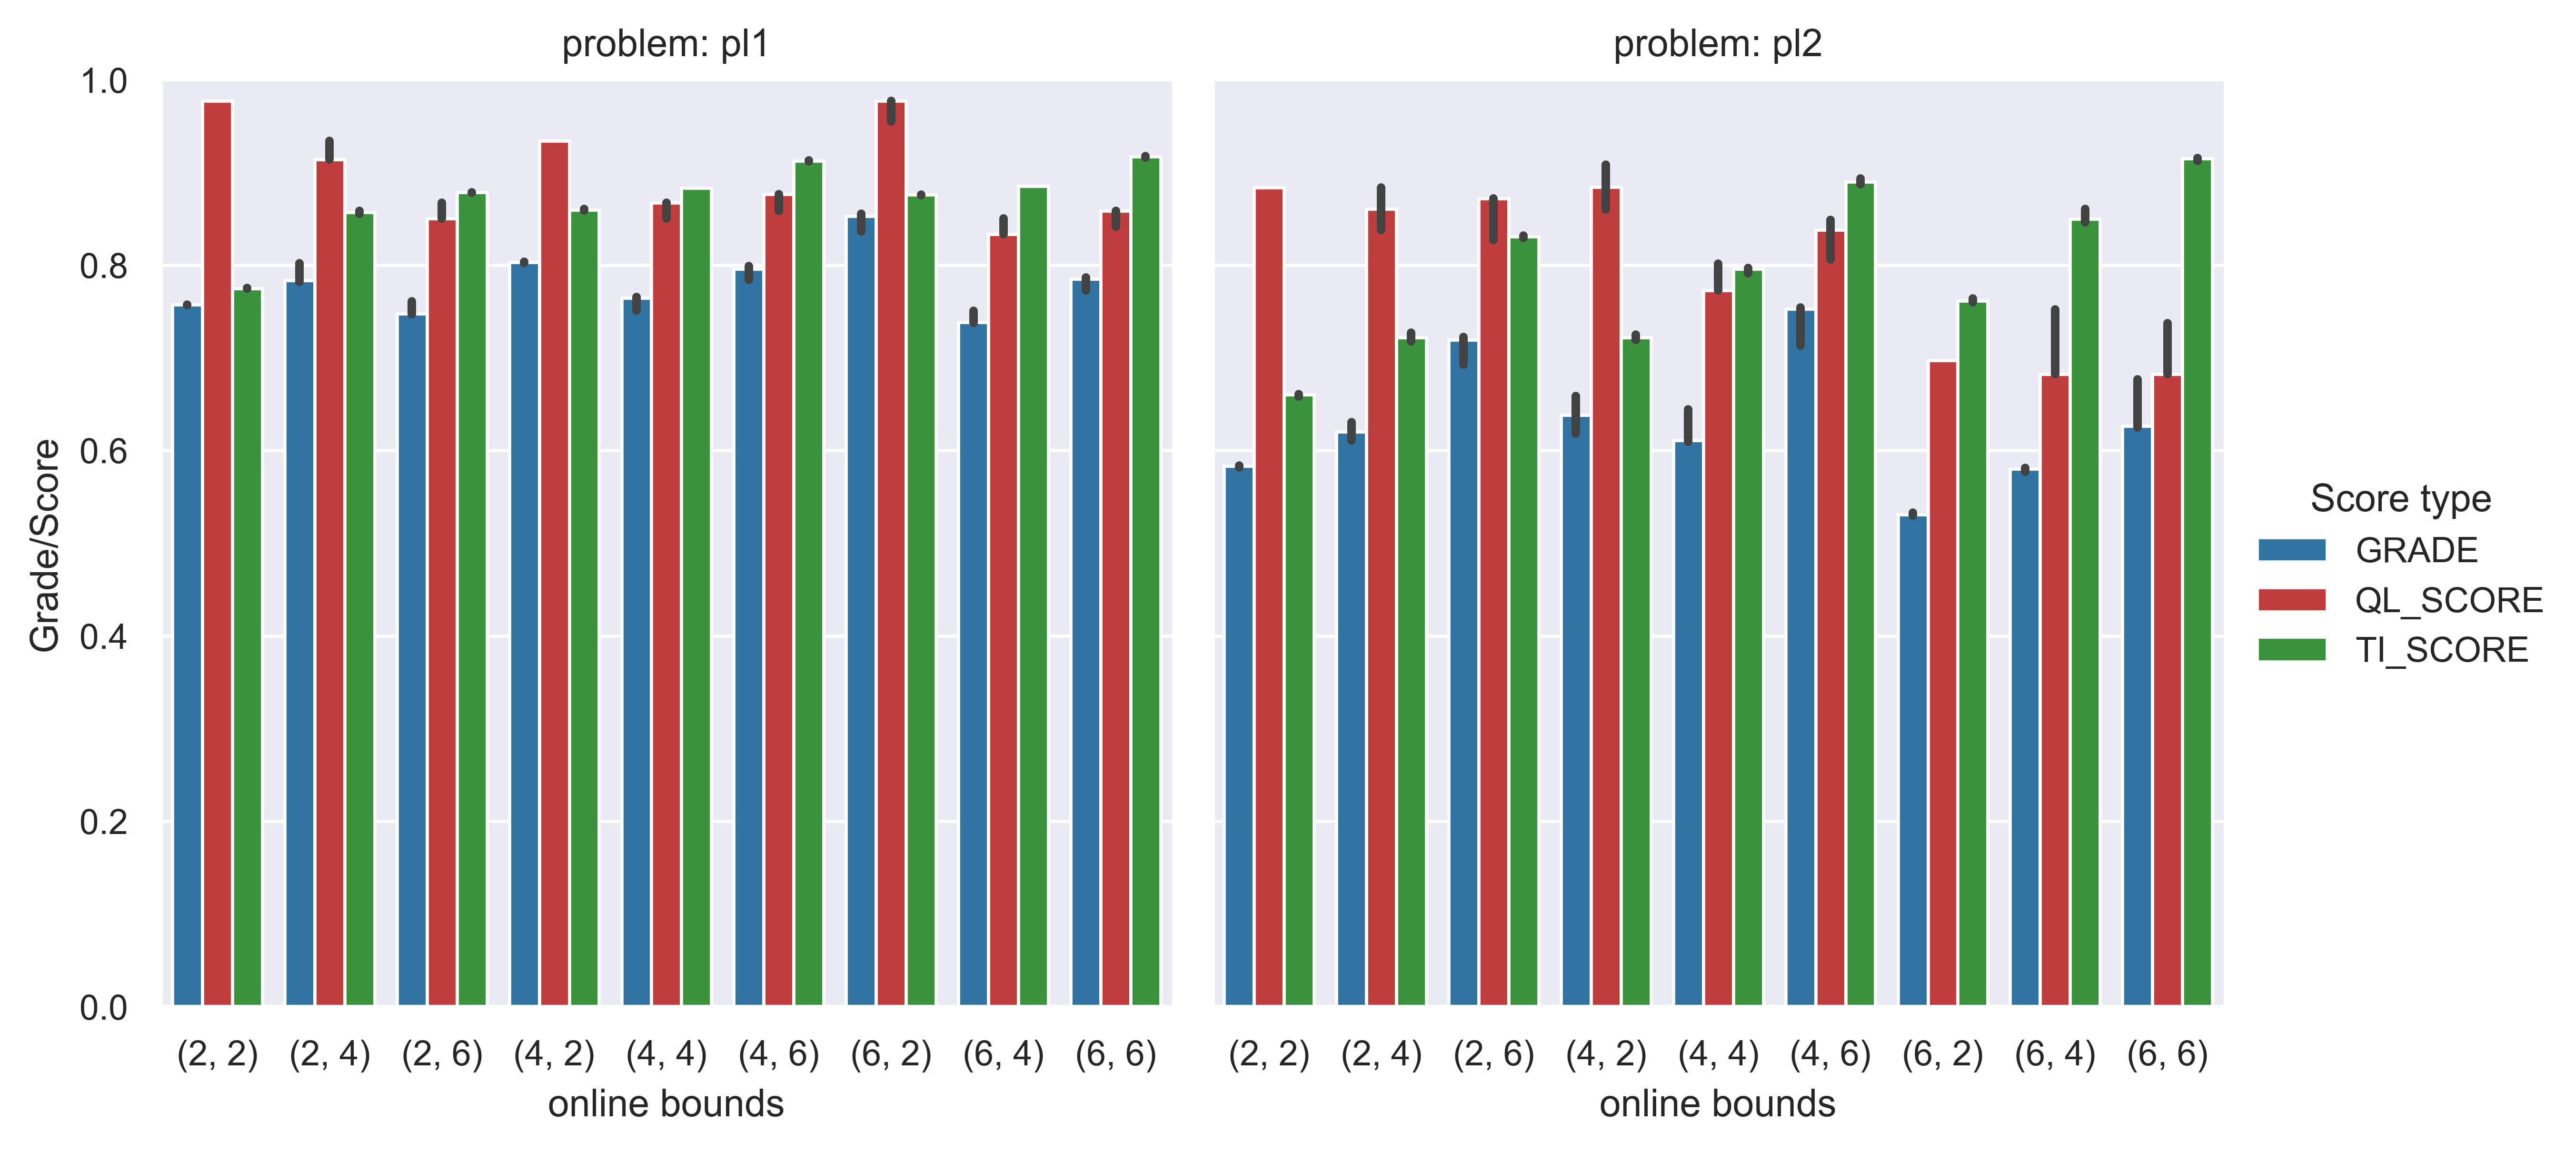 problem: pl1
problem: pl2
1.0
0.8
0.6
0.4
0.2
0.0
Grade/Score
(2, 2) (2, 4) (2, 6) (4, 2) (4, 4) (4, 6) (6, 2) (6, 4) (6, 6)
online bounds
(2, 2) (2, 4) (2, 6) (4, 2) (4, 4) (4, 6) (6, 2) (6, 4) (6, 6)
online bounds
Score type
GRADE
QL_SCORE
TI_SCORE